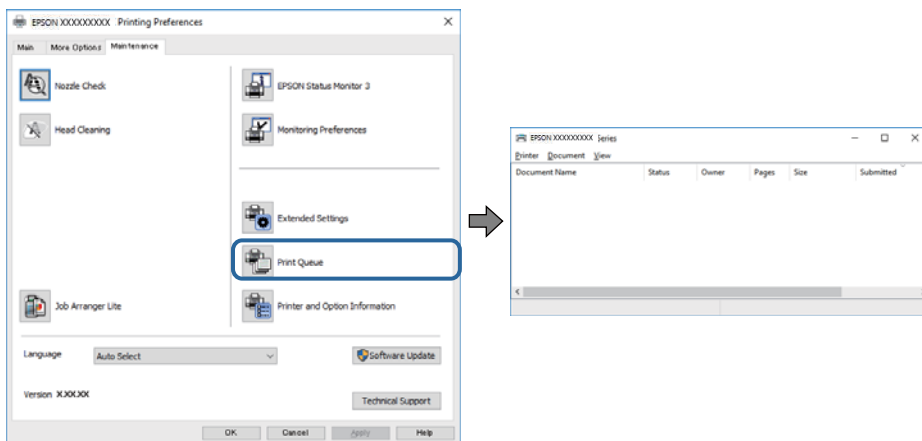 EPSON XXXXXXXXX Printing Preferences
Main More Options Maintenance
Nozzle Check
EPSON Status Monitor 3
Head Cleaning
Monitoring Preferences
Extended Settings
Print Queue
Job Arranger Lite
Printer and Option Information
Language Auto Select Software Update
Version X.XX.XX
Technical Support
OK Cancel Apply Help
EPSON XXXXXXXXX Series
Printer Document View
Document Name Status Owner Pages Size Submitted